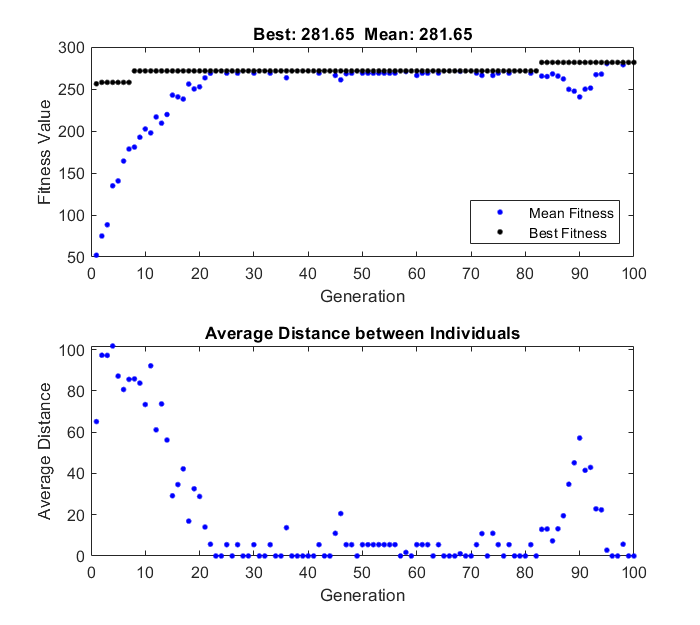 Best: 281.65 Mean: 281.65
300
250
200
150
100
50
Fitness Value
Mean Fitness
Best Fitness
0 10 20 30 40 50 60 70 80 90 100
Generation
Average Distance between Individuals
100
80
60
40
20
0
Average Distance
0 10 20 30 40 50 60 70 80 90 100
Generation